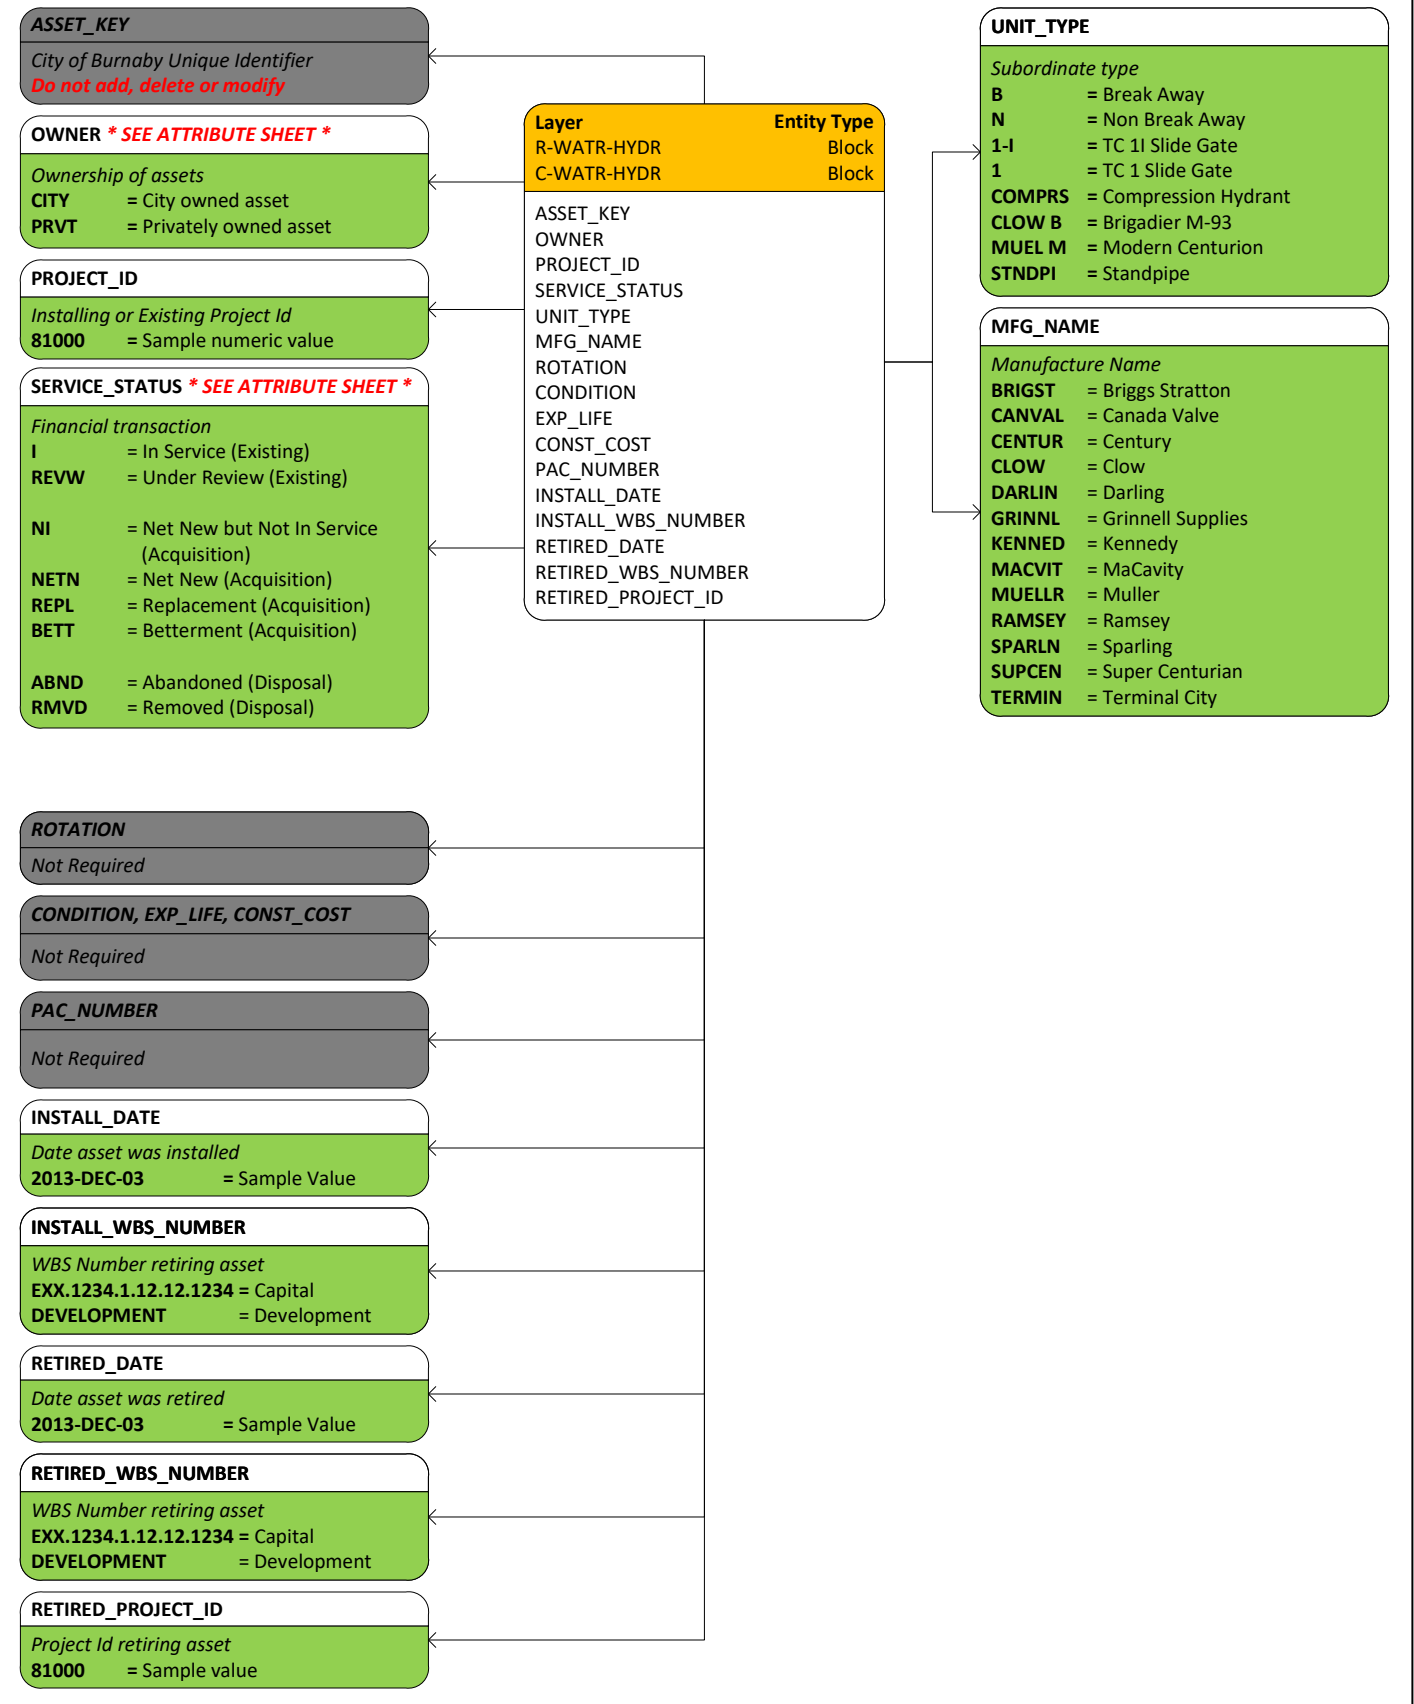 ASSET_KEY
City of Burnaby Unique Identifier
Do not add, delete or modify
OWNER * SEE ATTRIBUTE SHEET *
Ownership of assets
CITY = City owned asset
PRVT = Privately owned asset
PROJECT_ID
Installing or Existing Project Id
81000 = Sample numeric value
SERVICE_STATUS * SEE ATTRIBUTE SHEET *
Financial transaction
I = In Service (Existing)
REVW = Under Review (Existing)
NI = Net New but Not In Service
(Acquisition)
NETN = Net New (Acquisition)
REPL = Replacement (Acquisition)
BETT = Betterment (Acquisition)
ABND = Abandoned (Disposal)
RMVD = Removed (Disposal)
ROTATION
Not Required
CONDITION, EXP_LIFE, CONST_COST
Not Required
PAC_NUMBER
Not Required
INSTALL_DATE
Date asset was installed
2013-DEC-03 = Sample Value
INSTALL_WBS_NUMBER
WBS Number retiring asset
EXX.1234.1.12.12.1234 = Capital
DEVELOPMENT = Development
RETIRED_DATE
Date asset was retired
2013-DEC-03 = Sample Value
RETIRED_WBS_NUMBER
WBS Number retiring asset
EXX.1234.1.12.12.1234 = Capital
DEVELOPMENT = Development
RETIRED_PROJECT_ID
Project Id retiring asset
81000 = Sample value
Layer Entity Type
R-WATR-HYDR Block
C-WATR-HYDR Block
ASSET_KEY
OWNER
PROJECT_ID
SERVICE_STATUS
UNIT_TYPE
MFG_NAME
ROTATION
CONDITION
EXP_LIFE
CONST_COST
PAC_NUMBER
INSTALL_DATE
INSTALL_WBS_NUMBER
RETIRED_DATE
RETIRED_WBS_NUMBER
RETIRED_PROJECT_ID
UNIT_TYPE
Subordinate type
B = Break Away
N = Non Break Away
1-I = TC 1I Slide Gate
1 = TC 1 Slide Gate
COMPRS = Compression Hydrant
CLOW B = Brigadier M-93
MUEL M = Modern Centurion
STNDPI = Standpipe
MFG_NAME
Manufacture Name
BRIGST = Briggs Stratton
CANVAL = Canada Valve
CENTUR = Century
CLOW = Clow
DARLIN = Darling
GRINNL = Grinnell Supplies
KENNED = Kennedy
MACVIT = MaCavity
MUELLR = Muller
RAMSEY = Ramsey
SPARLN = Sparling
SUPCEN = Super Centurian
TERMIN = Terminal City